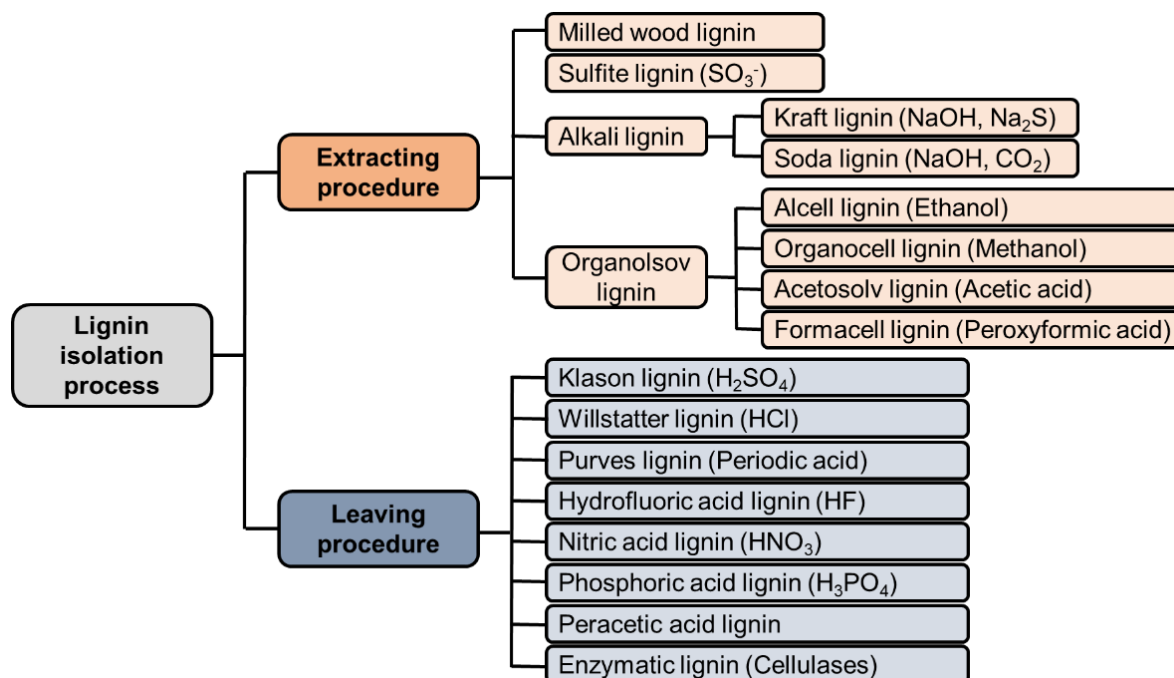 Lignin
isolation
process
Extracting
procedure
Milled wood lignin
Sulfite lignin (SO₃⁻)
Alkali lignin
Kraft lignin (NaOH, Na₂S)
Soda lignin (NaOH, CO₂)
Organolsov
lignin
Alcell lignin (Ethanol)
Organocell lignin (Methanol)
Acetosolv lignin (Acetic acid)
Formacell lignin (Peroxyformic acid)
Leaving
procedure
Klason lignin (H₂SO₄)
Willstatter lignin (HCl)
Purves lignin (Periodic acid)
Hydrofluoric acid lignin (HF)
Nitric acid lignin (HNO₃)
Phosphoric acid lignin (H₃PO₄)
Peracetic acid lignin
Enzymatic lignin (Cellulases)